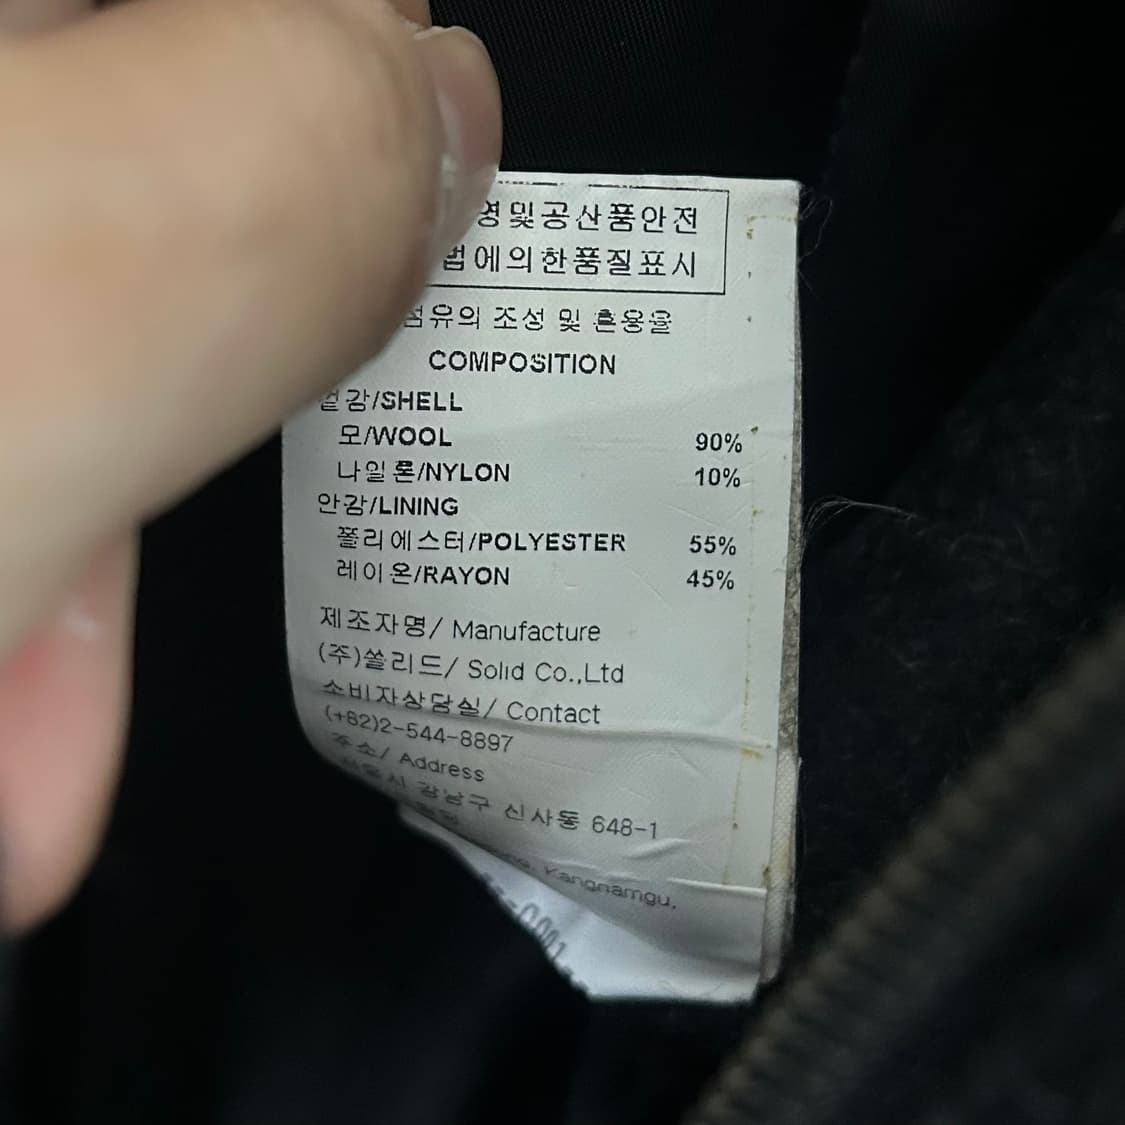 영및공산품안전
법에의한품질표시
섬유의 조성 및 혼용율
COMPOSITION
겉감/SHELL
모/WOOL 90%
나일론/NYLON 10%
안감/LINING
폴리에스터/POLYESTER 55%
레이온/RAYON 45%
제조자명/ Manufacture
(주)쏠리드/ Solid Co.,Ltd
소비자상담실/ Contact
(+82)2-544-8897
주소/ Address
서울시 강남구 신사동 648-1
Kangnamgu,